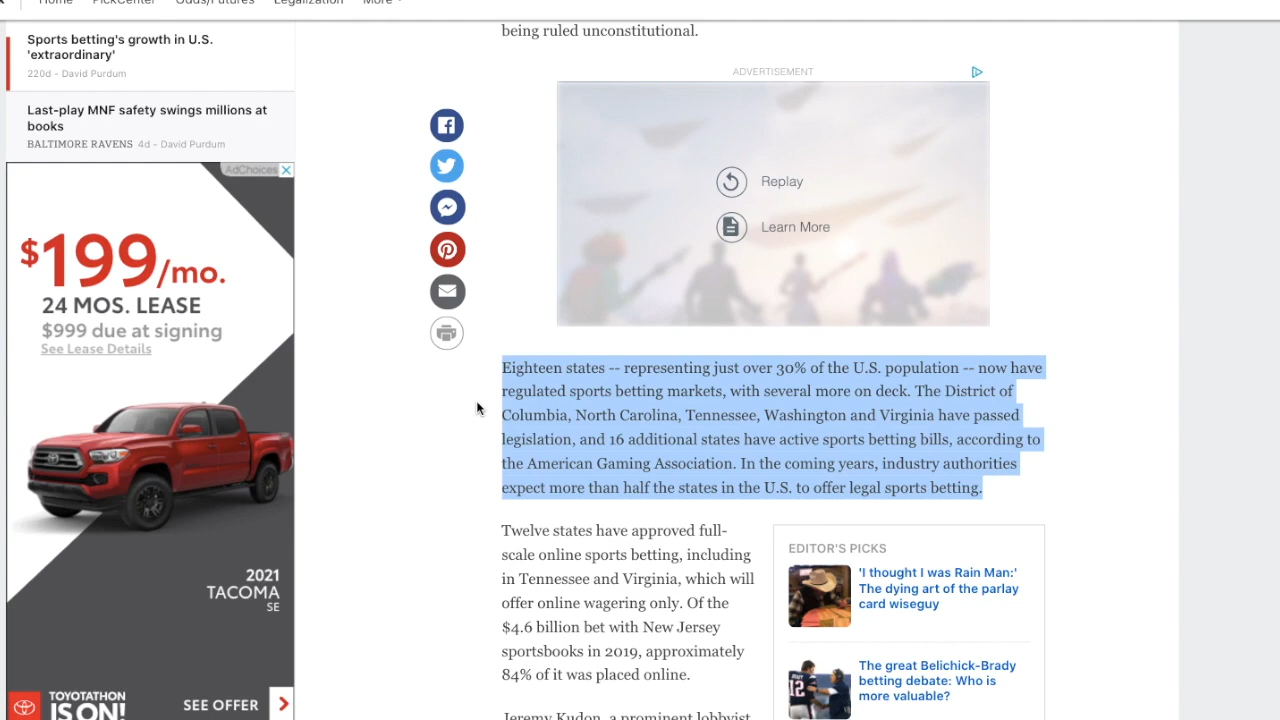 Home PickCenter Odds/Futures Legalization More
Sports betting's growth in U.S.
'extraordinary'
220d - David Purdum
Last-play MNF safety swings millions at
books
BALTIMORE RAVENS 4d - David Purdum
AdChoices
$199/mo.
24 MOS. LEASE
$999 due at signing
See Lease Details
2021
TACOMA
SE
TOYOTATHON
IS ON!
SEE OFFER
being ruled unconstitutional.
ADVERTISEMENT
Replay
Learn More
Eighteen states -- representing just over 30% of the U.S. population -- now have
regulated sports betting markets, with several more on deck. The District of
Columbia, North Carolina, Tennessee, Washington and Virginia have passed
legislation, and 16 additional states have active sports betting bills, according to
the American Gaming Association. In the coming years, industry authorities
expect more than half the states in the U.S. to offer legal sports betting.
Twelve states have approved full-
scale online sports betting, including
in Tennessee and Virginia, which will
offer online wagering only. Of the
$4.6 billion bet with New Jersey
sportsbooks in 2019, approximately
84% of it was placed online.
Jeremy Kudon, a prominent lobbyist
EDITOR'S PICKS
'I thought I was Rain Man:'
The dying art of the parlay
card wiseguy
The great Belichick-Brady
betting debate: Who is
more valuable?
12